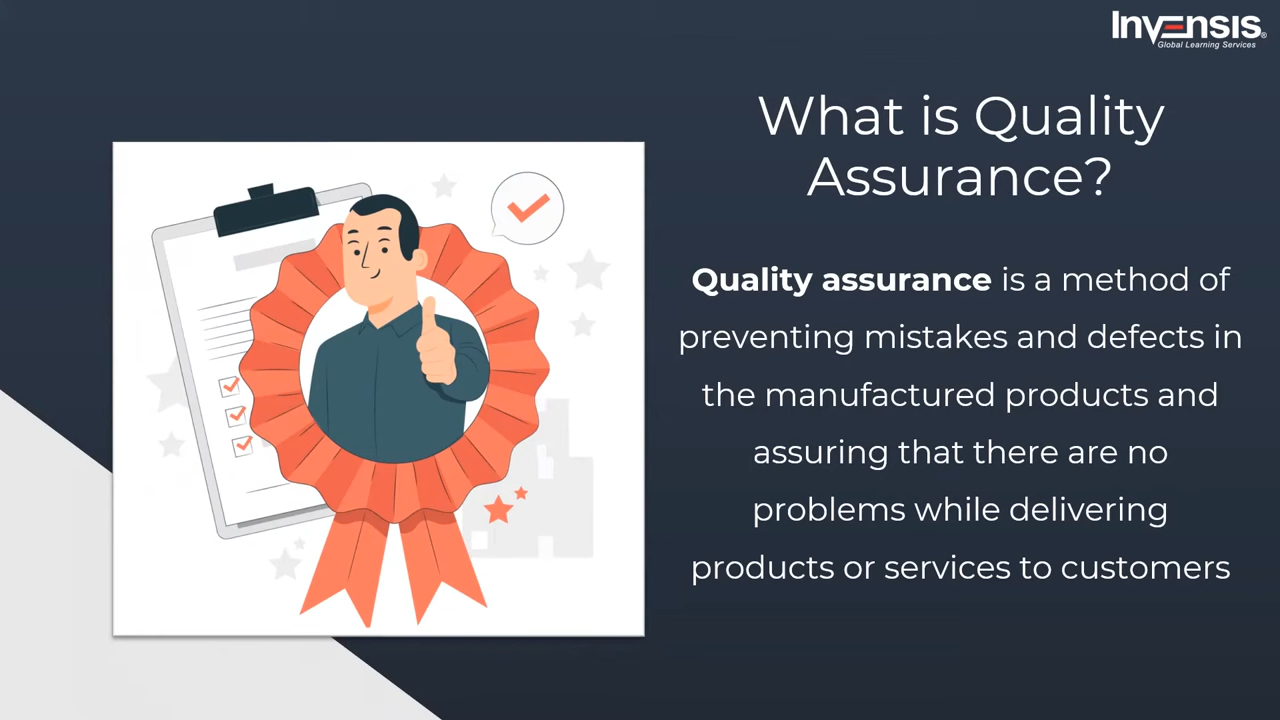 Invensis®
Global Learning Services
What is Quality
Assurance?
Quality assurance is a method of
preventing mistakes and defects in
the manufactured products and
assuring that there are no
problems while delivering
products or services to customers